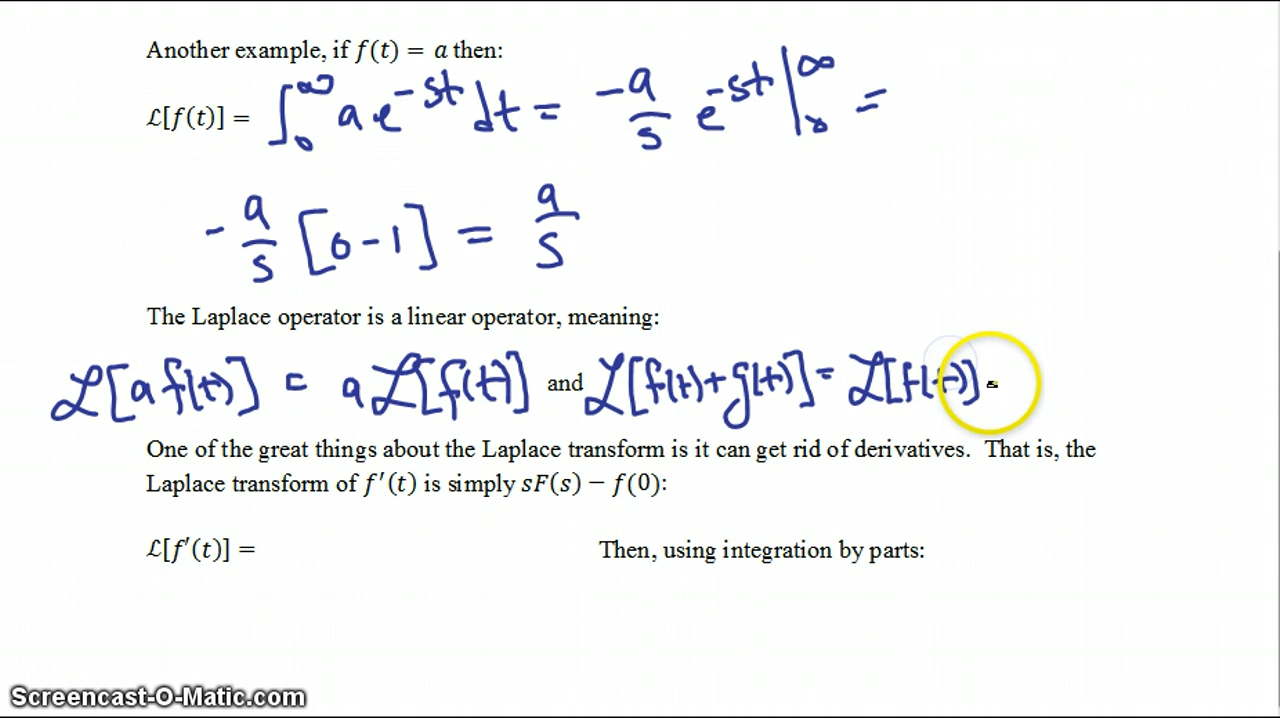 Another example, if f(t) = a then:
ℒ[f(t)] = ∫₀^∞ a e^{-st} dt = -a/s e^{-st} |₀^∞ =
- a/s [0 - 1] = a/s
The Laplace operator is a linear operator, meaning:
ℒ[a f(t)] = a ℒ[f(t)] and ℒ[f(t) + g(t)] = ℒ[f(t)] -
One of the great things about the Laplace transform is it can get rid of derivatives. That is, the
Laplace transform of f′(t) is simply sF(s) − f(0):
ℒ[f′(t)] = Then, using integration by parts:
Screencast-O-Matic.com